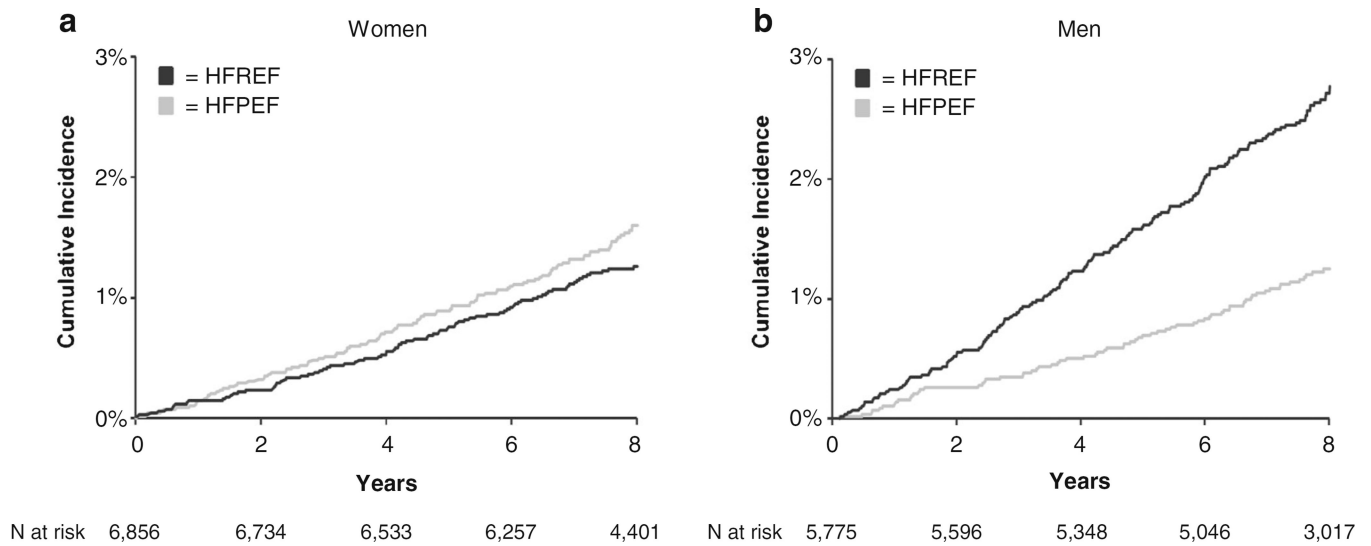 a
Women
3%
2%
1%
0%
Cumulative Incidence
= HFREF
= HFPEF
0 2 4 6 8
Years
N at risk 6,856 6,734 6,533 6,257 4,401
b
Men
3%
2%
1%
0%
Cumulative Incidence
= HFREF
= HFPEF
0 2 4 6 8
Years
N at risk 5,775 5,596 5,348 5,046 3,017